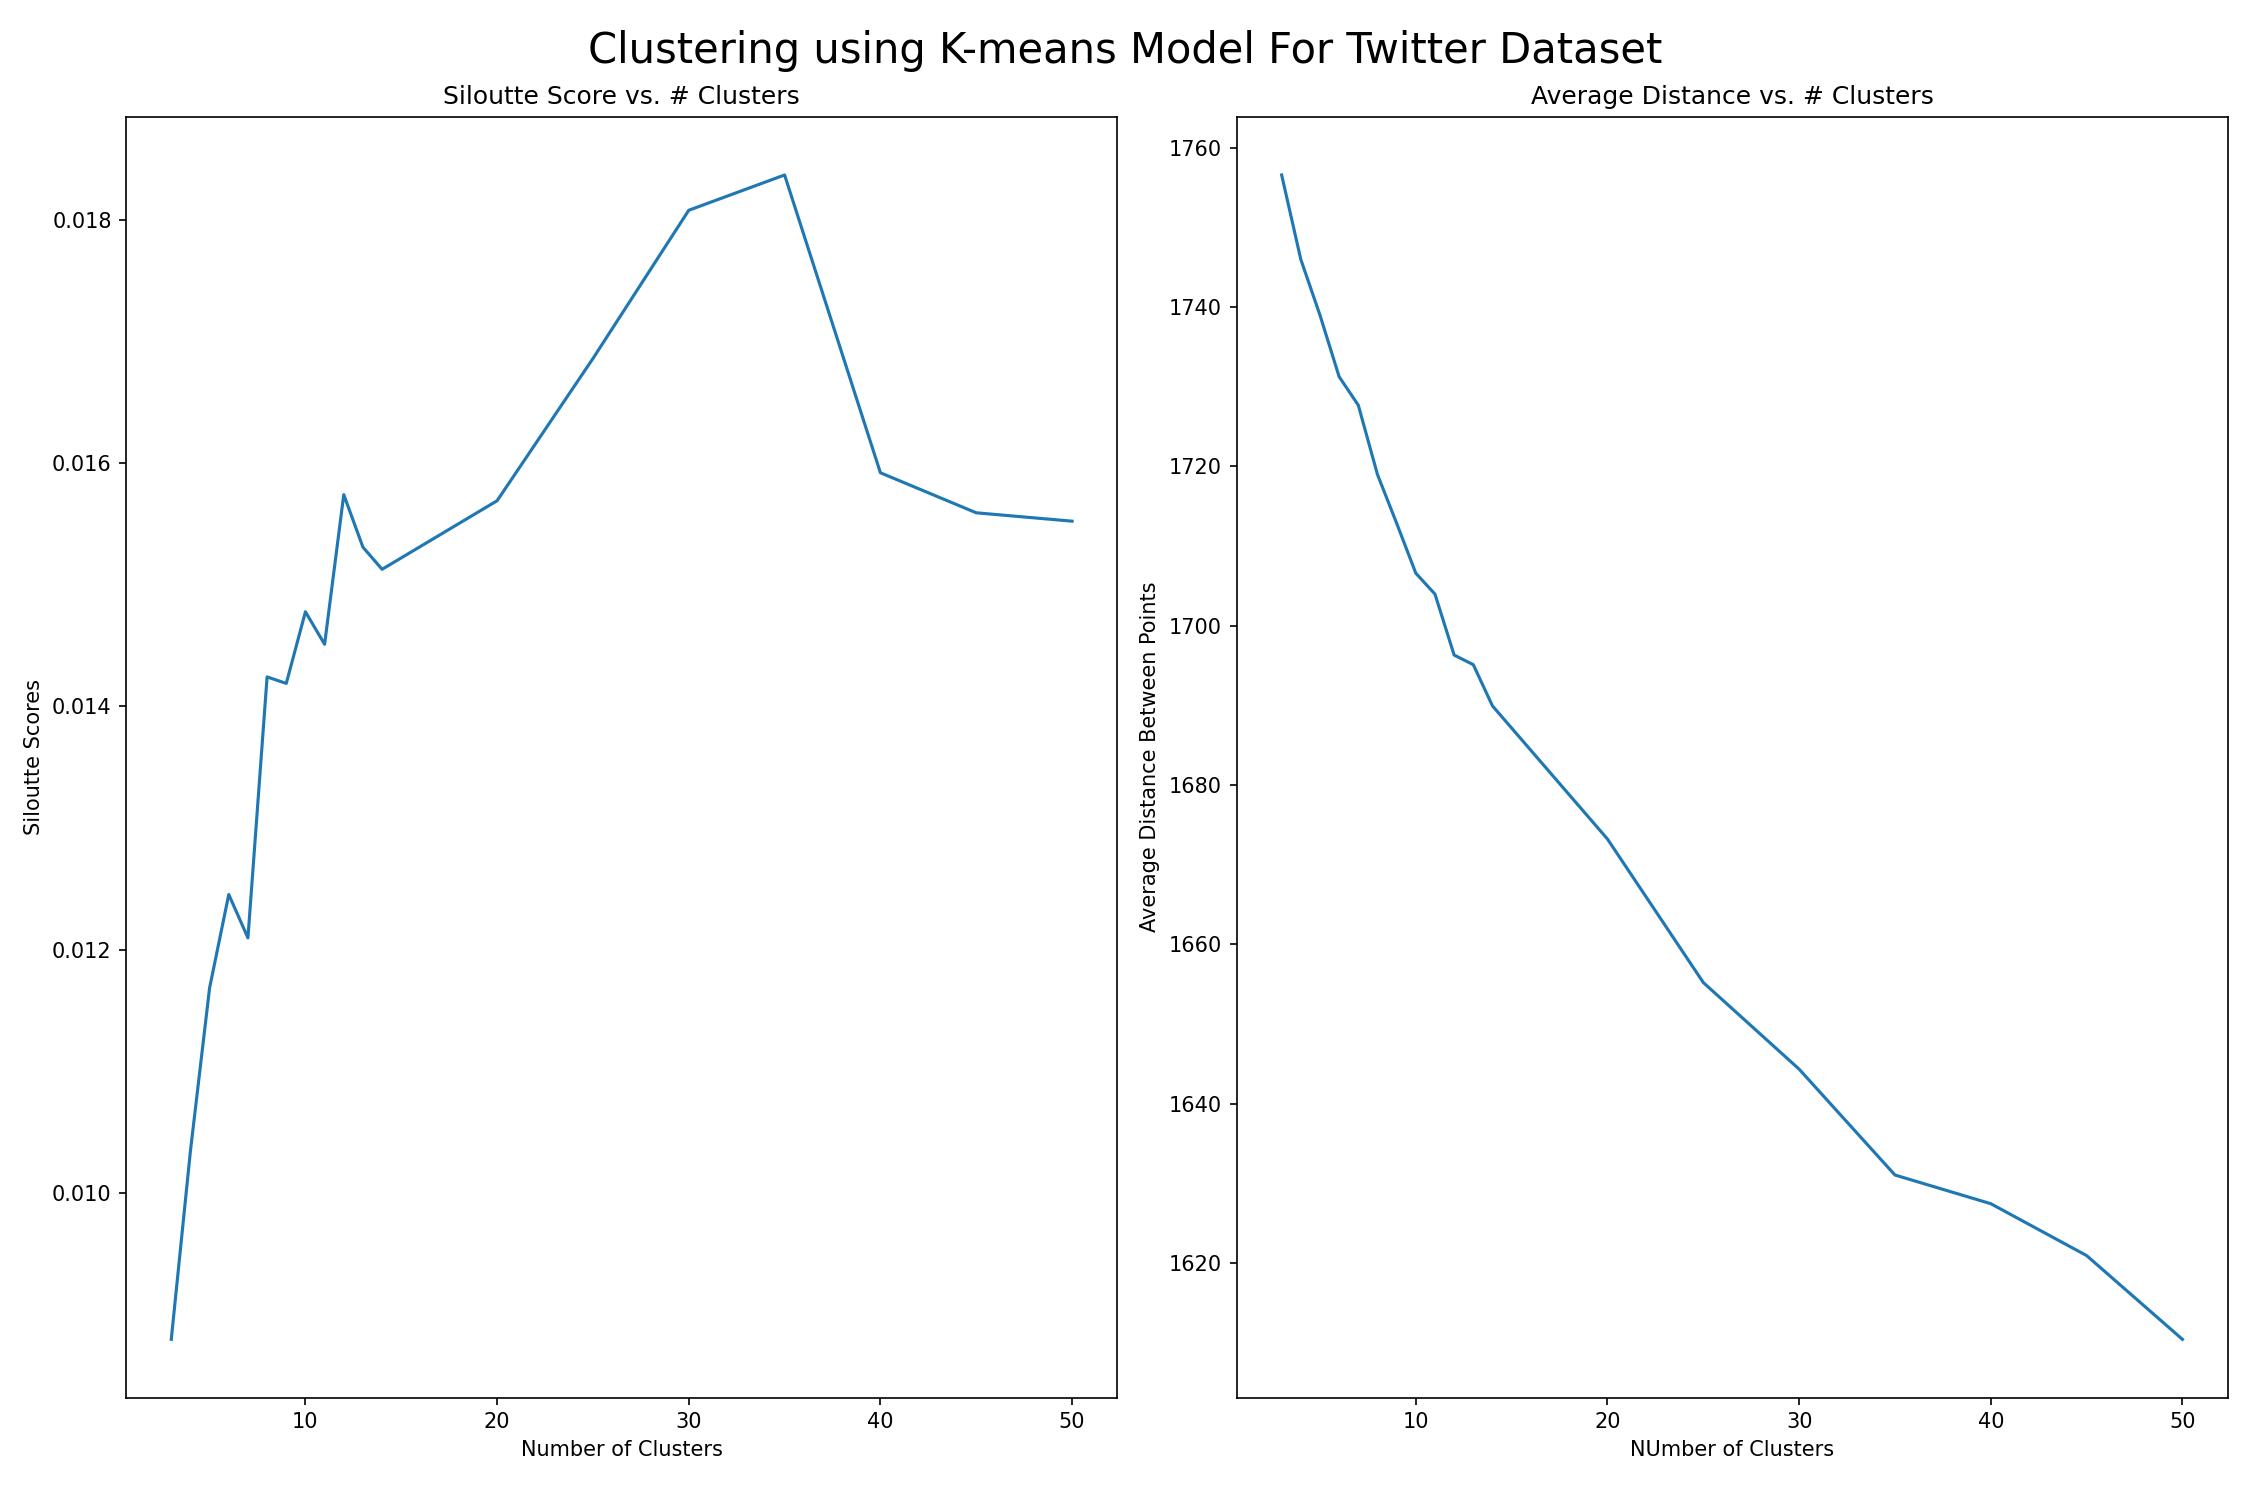 Clustering using K-means Model For Twitter Dataset
Siloutte Score vs. # Clusters
Siloutte Scores
0.018
0.016
0.014
0.012
0.010
10 20 30 40 50
Number of Clusters
Average Distance vs. # Clusters
Average Distance Between Points
1760
1740
1720
1700
1680
1660
1640
1620
10 20 30 40 50
NUmber of Clusters